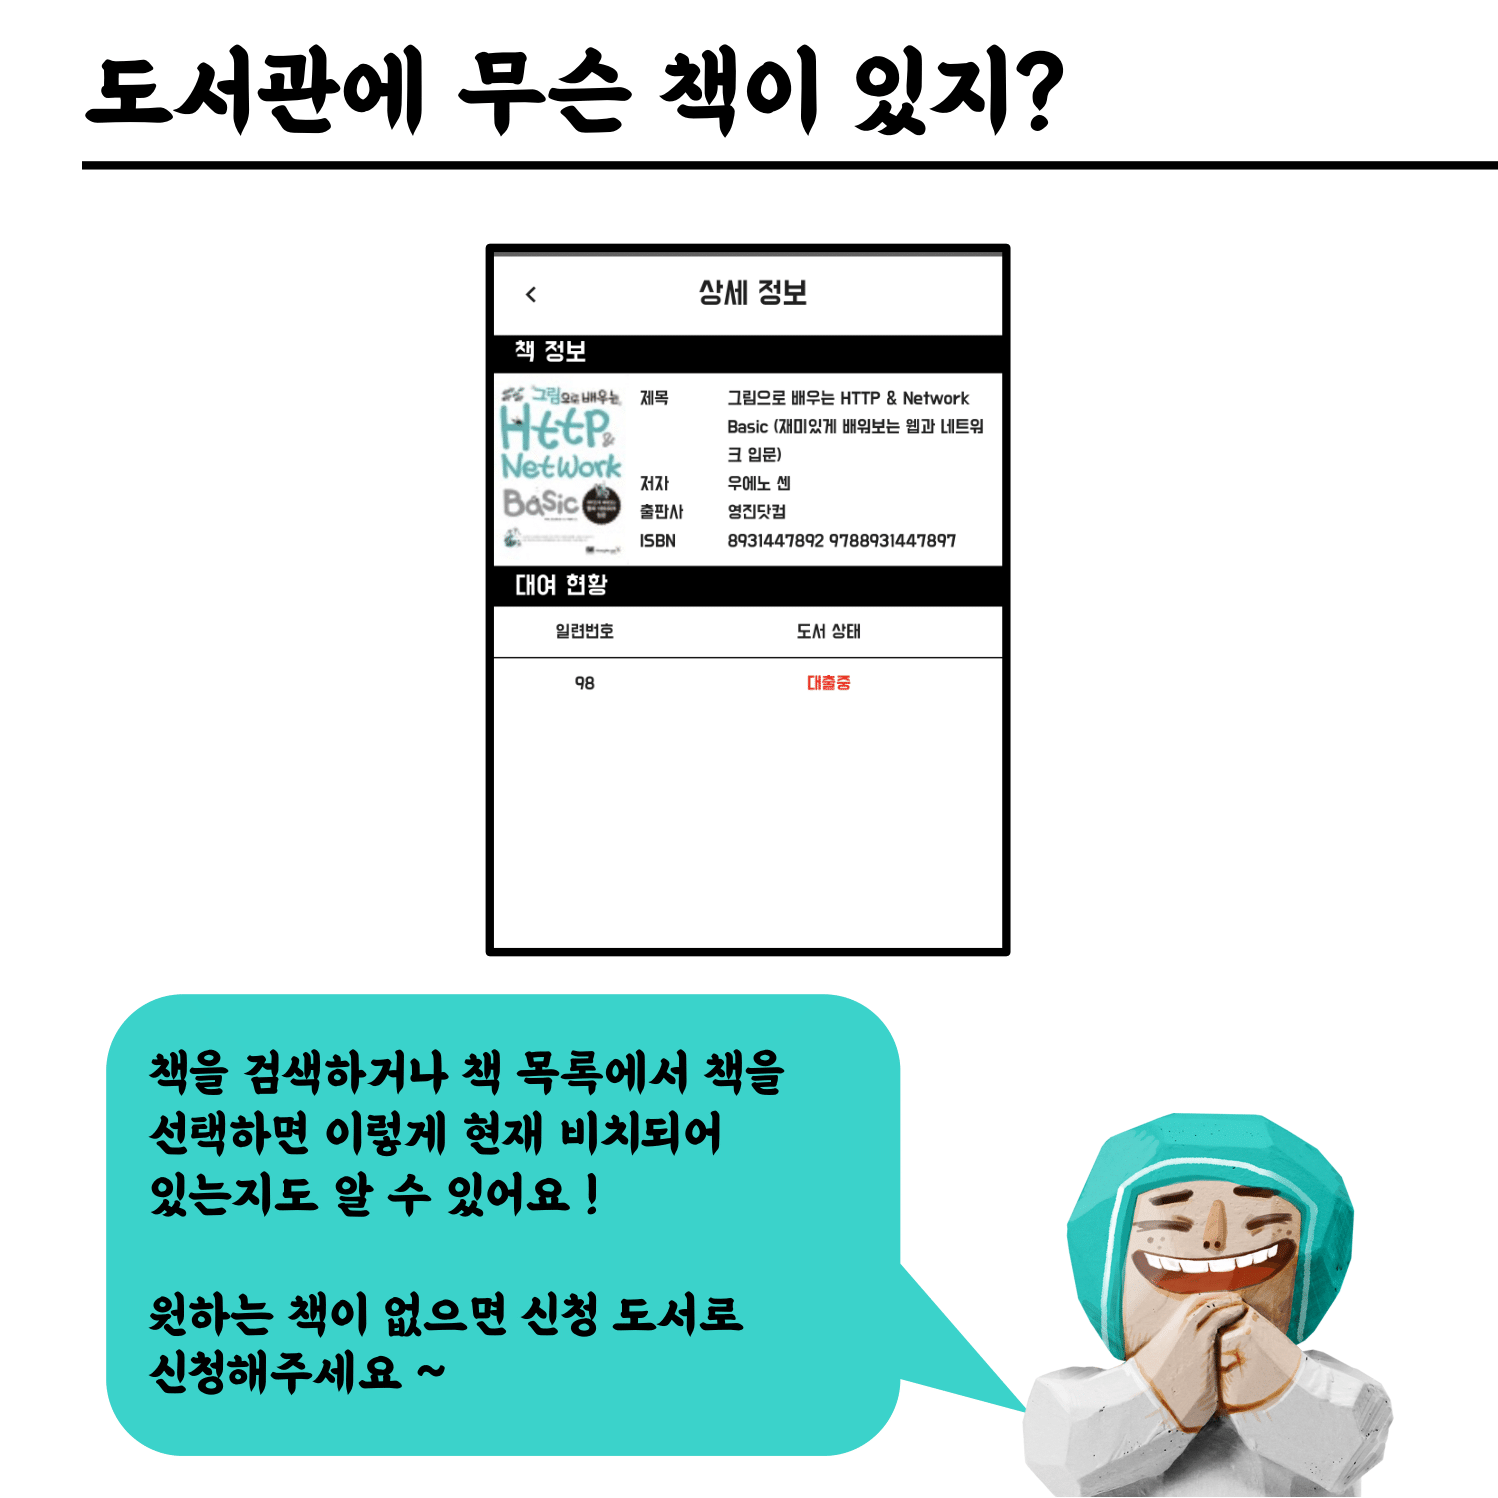 도서관에 무슨 책이 있지?
상세 정보
책 정보
그림으로 배우는
Http &
Network
Basic
제목 그림으로 배우는 HTTP & Network
Basic (재미있게 배워보는 웹과 네트워
크 입문)
저자 우에노 센
출판사 영진닷컴
ISBN 8931447892 9788931447897
대여 현황
일련번호 도서 상태
98 대출중
책을 검색하거나 책 목록에서 책을
선택하면 이렇게 현재 비치되어
있는지도 알 수 있어요 !
원하는 책이 없으면 신청 도서로
신청해주세요 ~